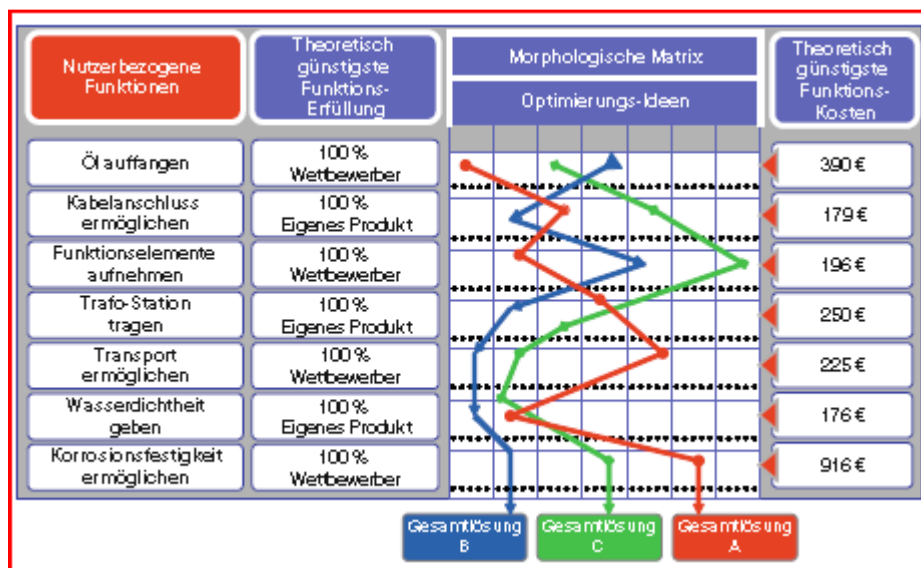 Nutzerbezogene
Funktionen
Theoretisch
günstigste
Funktions-
Erfüllung
Morphologische Matrix
Optimierungs-Ideen
Theoretisch
günstigste
Funktions-
Kosten
Öl auffangen
100 %
Wettbewerber
390 €
Kabelanschluss
ermöglichen
100 %
Eigenes Produkt
179 €
Funktionselemente
aufnehmen
100 %
Wettbewerber
196 €
Trafo-Station
tragen
100 %
Eigenes Produkt
250 €
Transport
ermöglichen
100 %
Wettbewerber
225 €
Wasserdichtheit
geben
100 %
Eigenes Produkt
176 €
Korrosionsfestigkeit
ermöglichen
100 %
Wettbewerber
916 €
Gesamtlösung
B
Gesamtlösung
C
Gesamtlösung
A